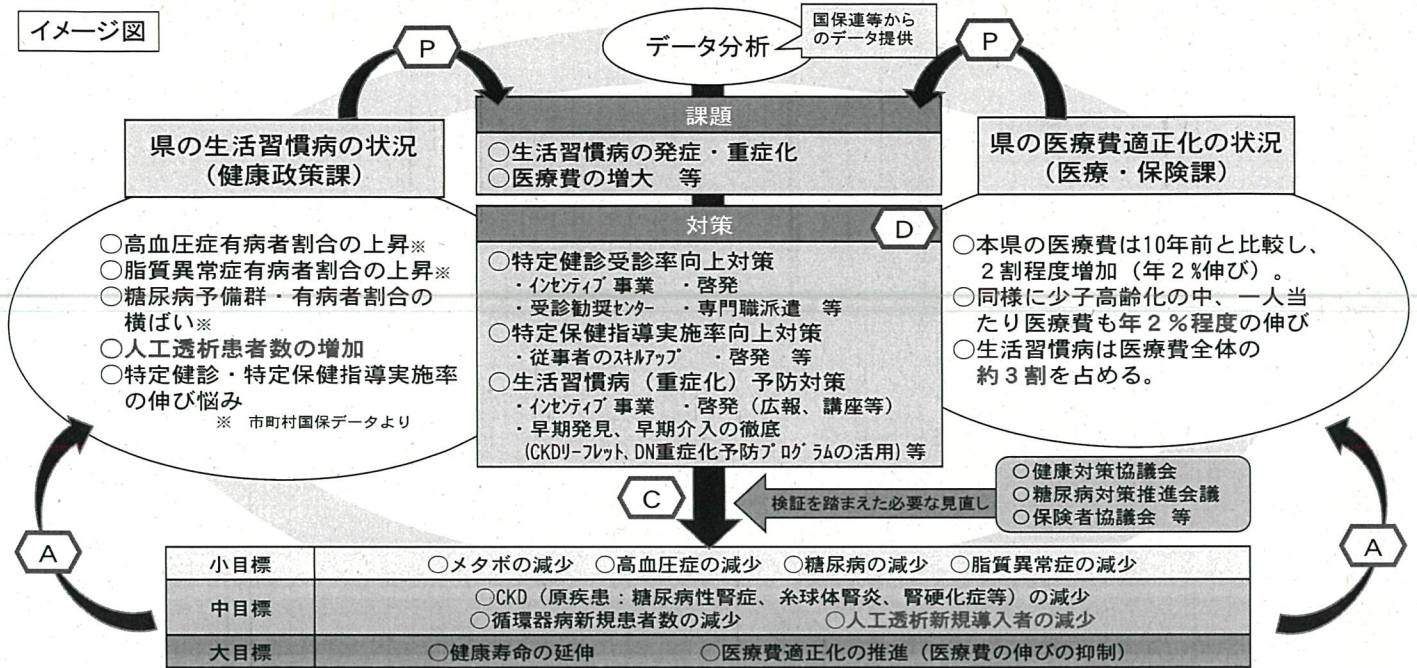 イメージ図
P
データ分析
国保連等から
のデータ提供
P
県の生活習慣病の状況
(健康政策課)
課題
○生活習慣病の発症・重症化
○医療費の増大　等
県の医療費適正化の状況
(医療・保険課)
○高血圧症有病者割合の上昇※
○脂質異常症有病者割合の上昇※
○糖尿病予備群・有病者割合の
横ばい※
○人工透析患者数の増加
○特定健診・特定保健指導実施率
の伸び悩み
※　市町村国保データより
対策
D
○特定健診受診率向上対策
・インセンティブ事業　・啓発
・受診勧奨センター　・専門職派遣　等
○特定保健指導実施率向上対策
・従事者のスキルアップ　・啓発　等
○生活習慣病（重症化）予防対策
・インセンティブ事業　・啓発（広報、講座等）
・早期発見、早期介入の徹底
(CKDリーフレット、DN重症化予防プログラムの活用)等
○本県の医療費は10年前と比較し、
２割程度増加（年２%伸び）。
○同様に少子高齢化の中、一人当
たり医療費も年２％程度の伸び
○生活習慣病は医療費全体の
約３割を占める。
C
検証を踏まえた必要な見直し
○健康対策協議会
○糖尿病対策推進会議
○保険者協議会　等
A
A
小目標　○メタボの減少　○高血圧症の減少　○糖尿病の減少　○脂質異常症の減少
中目標　○CKD（原疾患：糖尿病性腎症、糸球体腎炎、腎硬化症等）の減少
○循環器病新規患者数の減少　○人工透析新規導入者の減少
大目標　○健康寿命の延伸　○医療費適正化の推進（医療費の伸びの抑制）